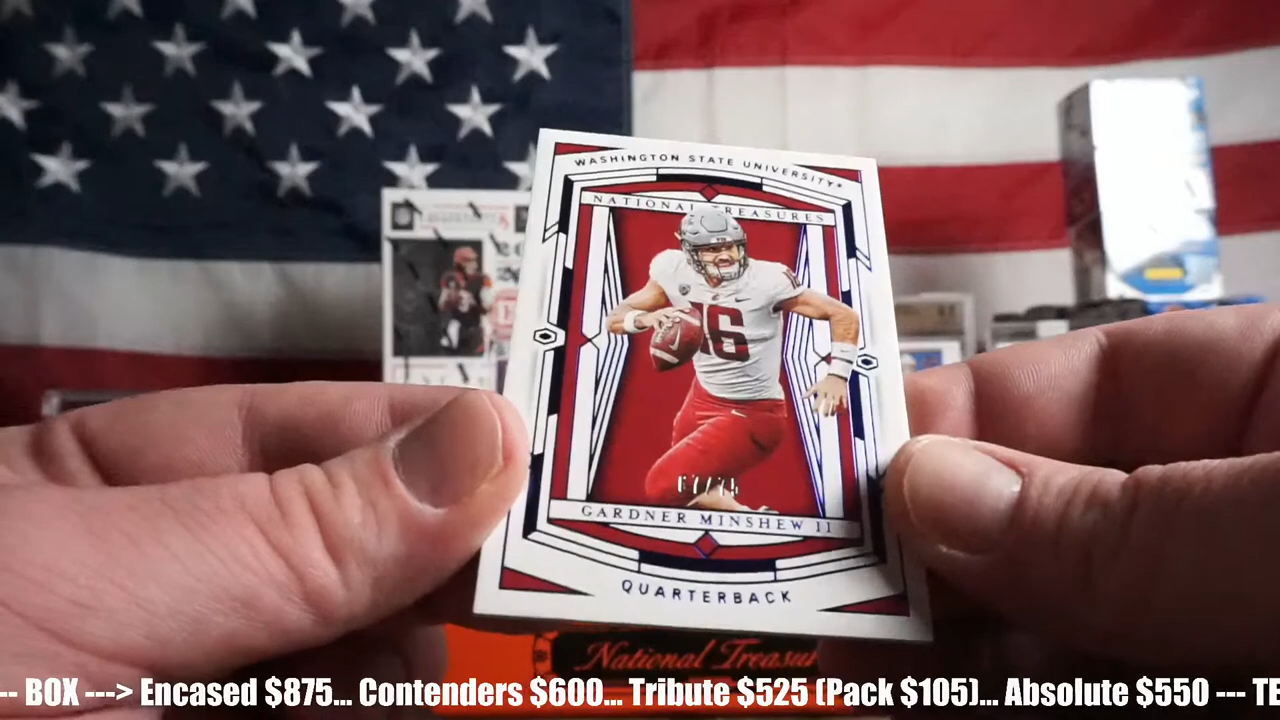 WASHINGTON STATE UNIVERSITY
NATIONAL TREASURES
16
GARDNER MINSHEW II
QUARTERBACK
National Treasur
-- BOX ---> Encased $875... Contenders $600... Tribute $525 (Pack $105)... Absolute $550 --- TE